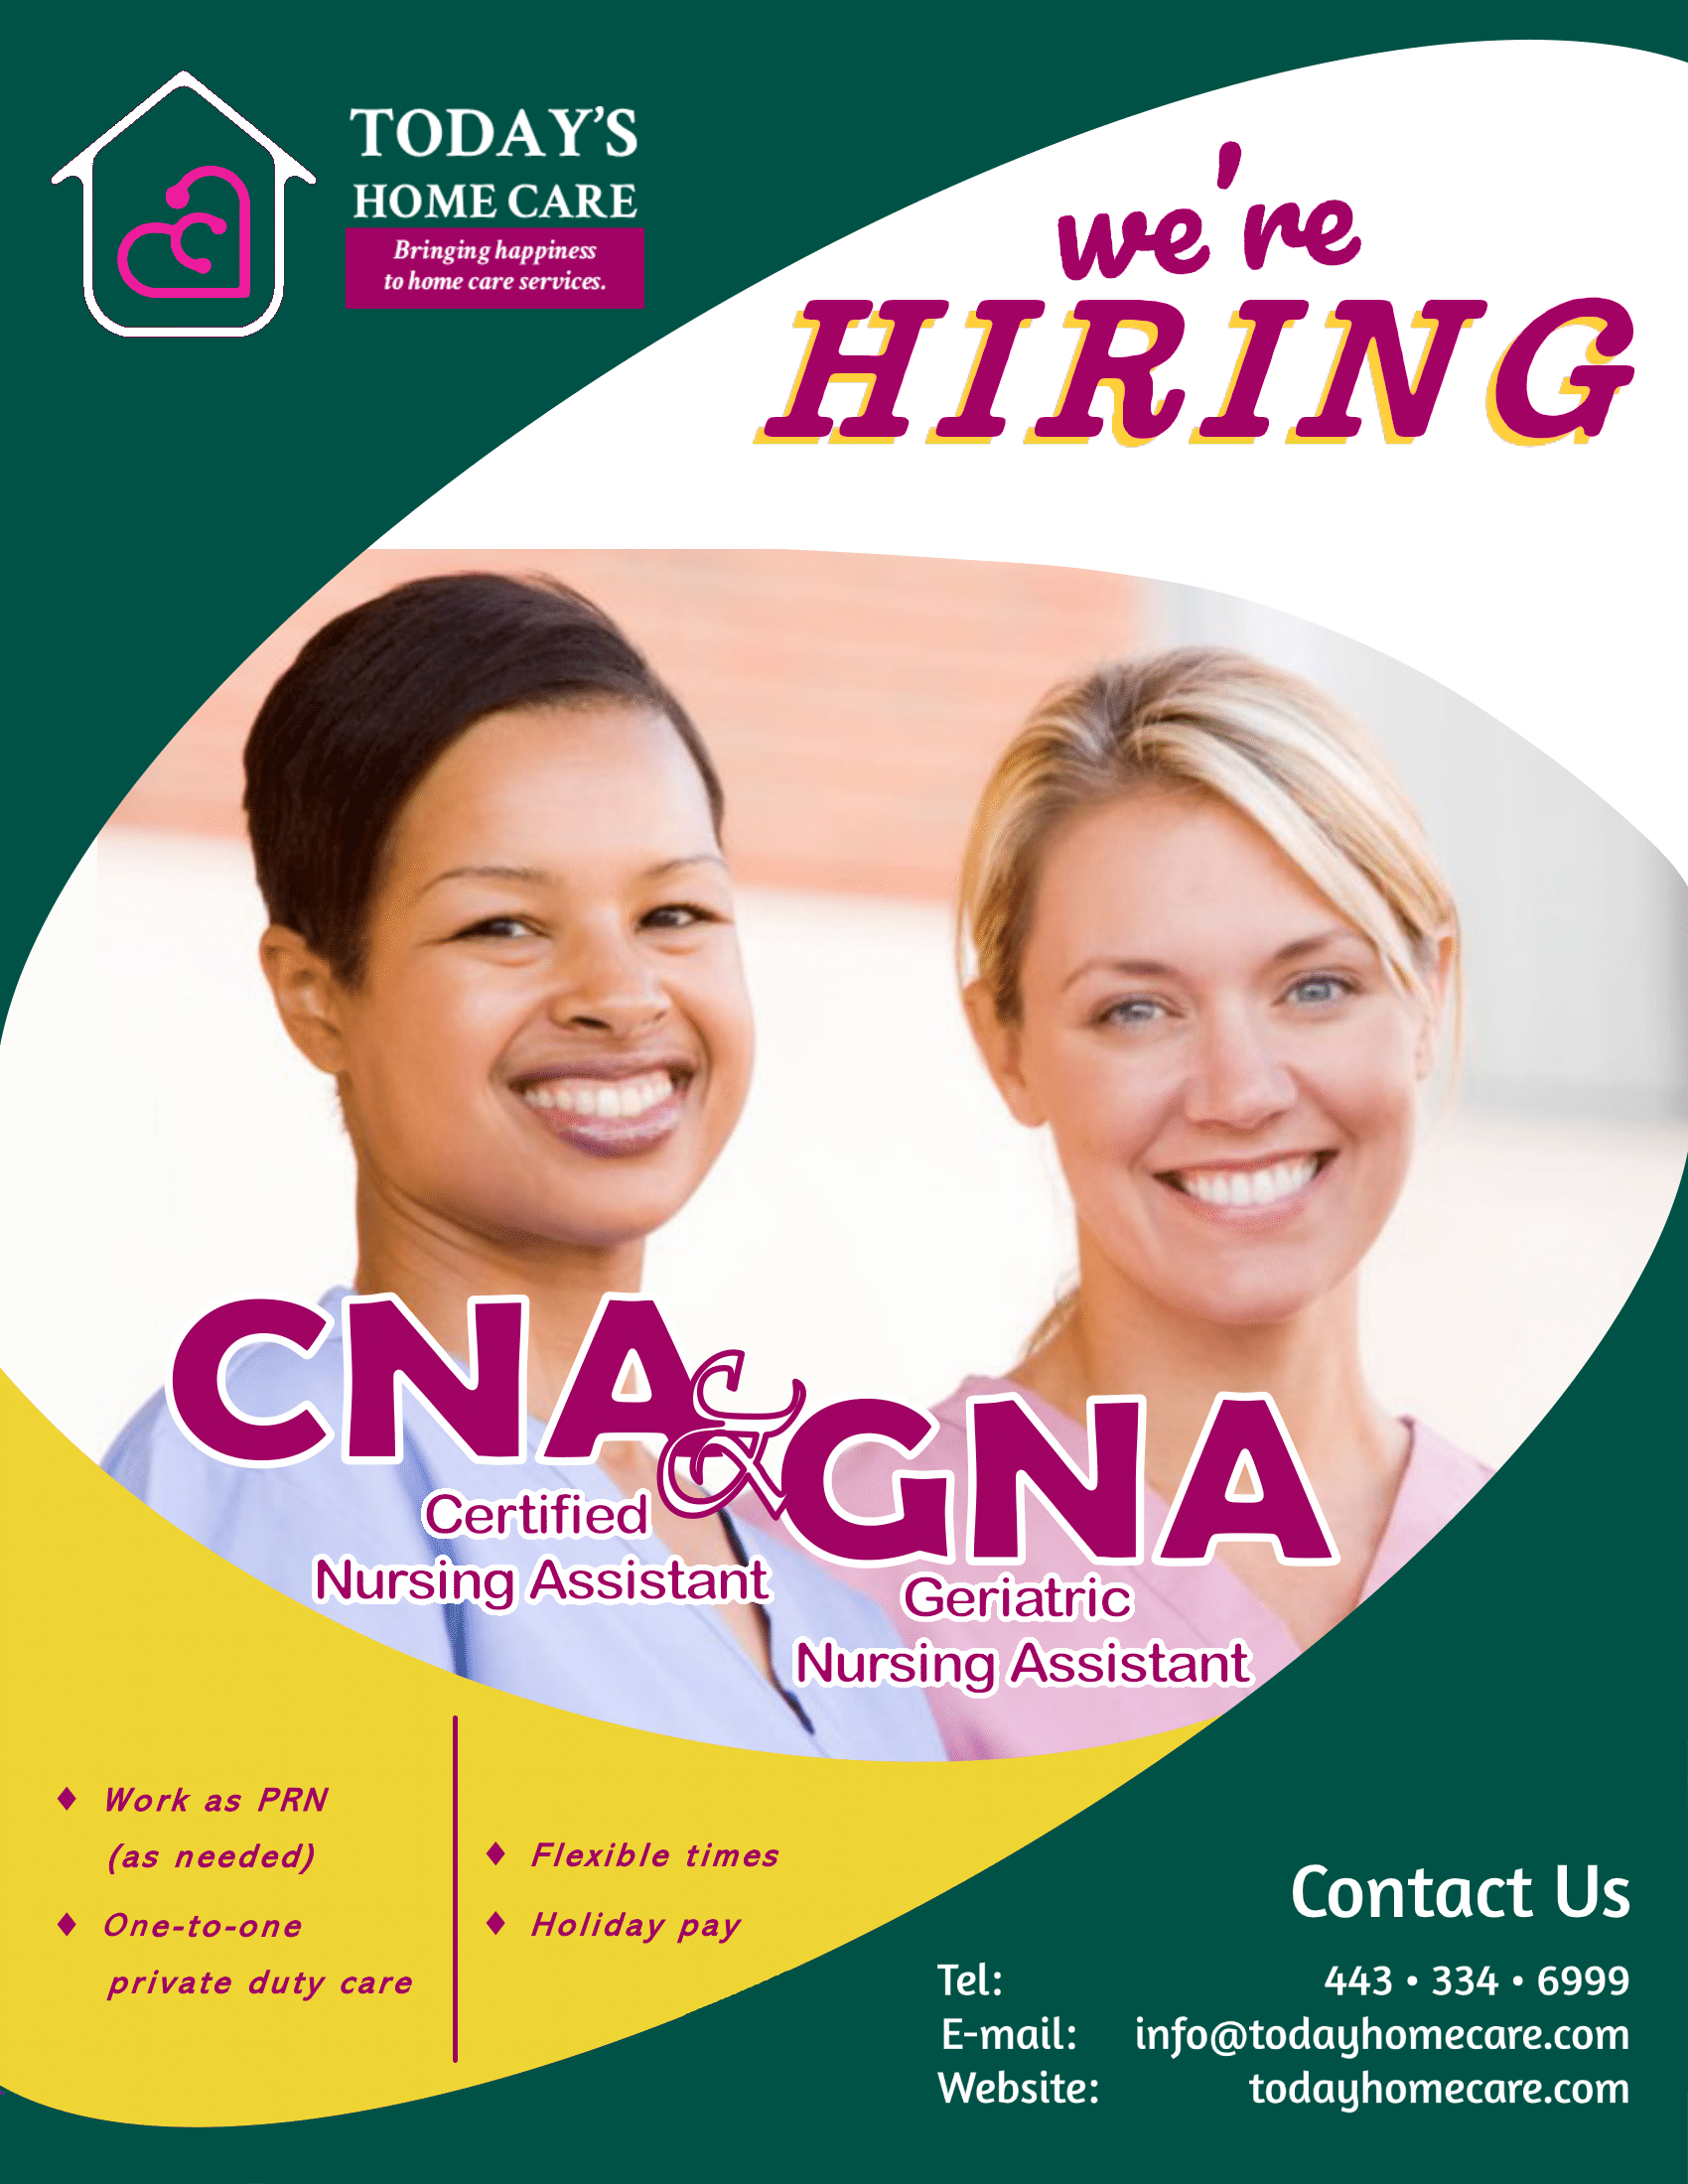 TODAY'S
HOME CARE
Bringing happiness
to home care services.
we're
HIRING
CNA
&
GNA
Certified
Nursing Assistant
Geriatric
Nursing Assistant
♦ Work as PRN
(as needed)
♦ One-to-one
private duty care
♦ Flexible times
♦ Holiday pay
Contact Us
Tel: 443 • 334 • 6999
E-mail: info@todayhomecare.com
Website: todayhomecare.com